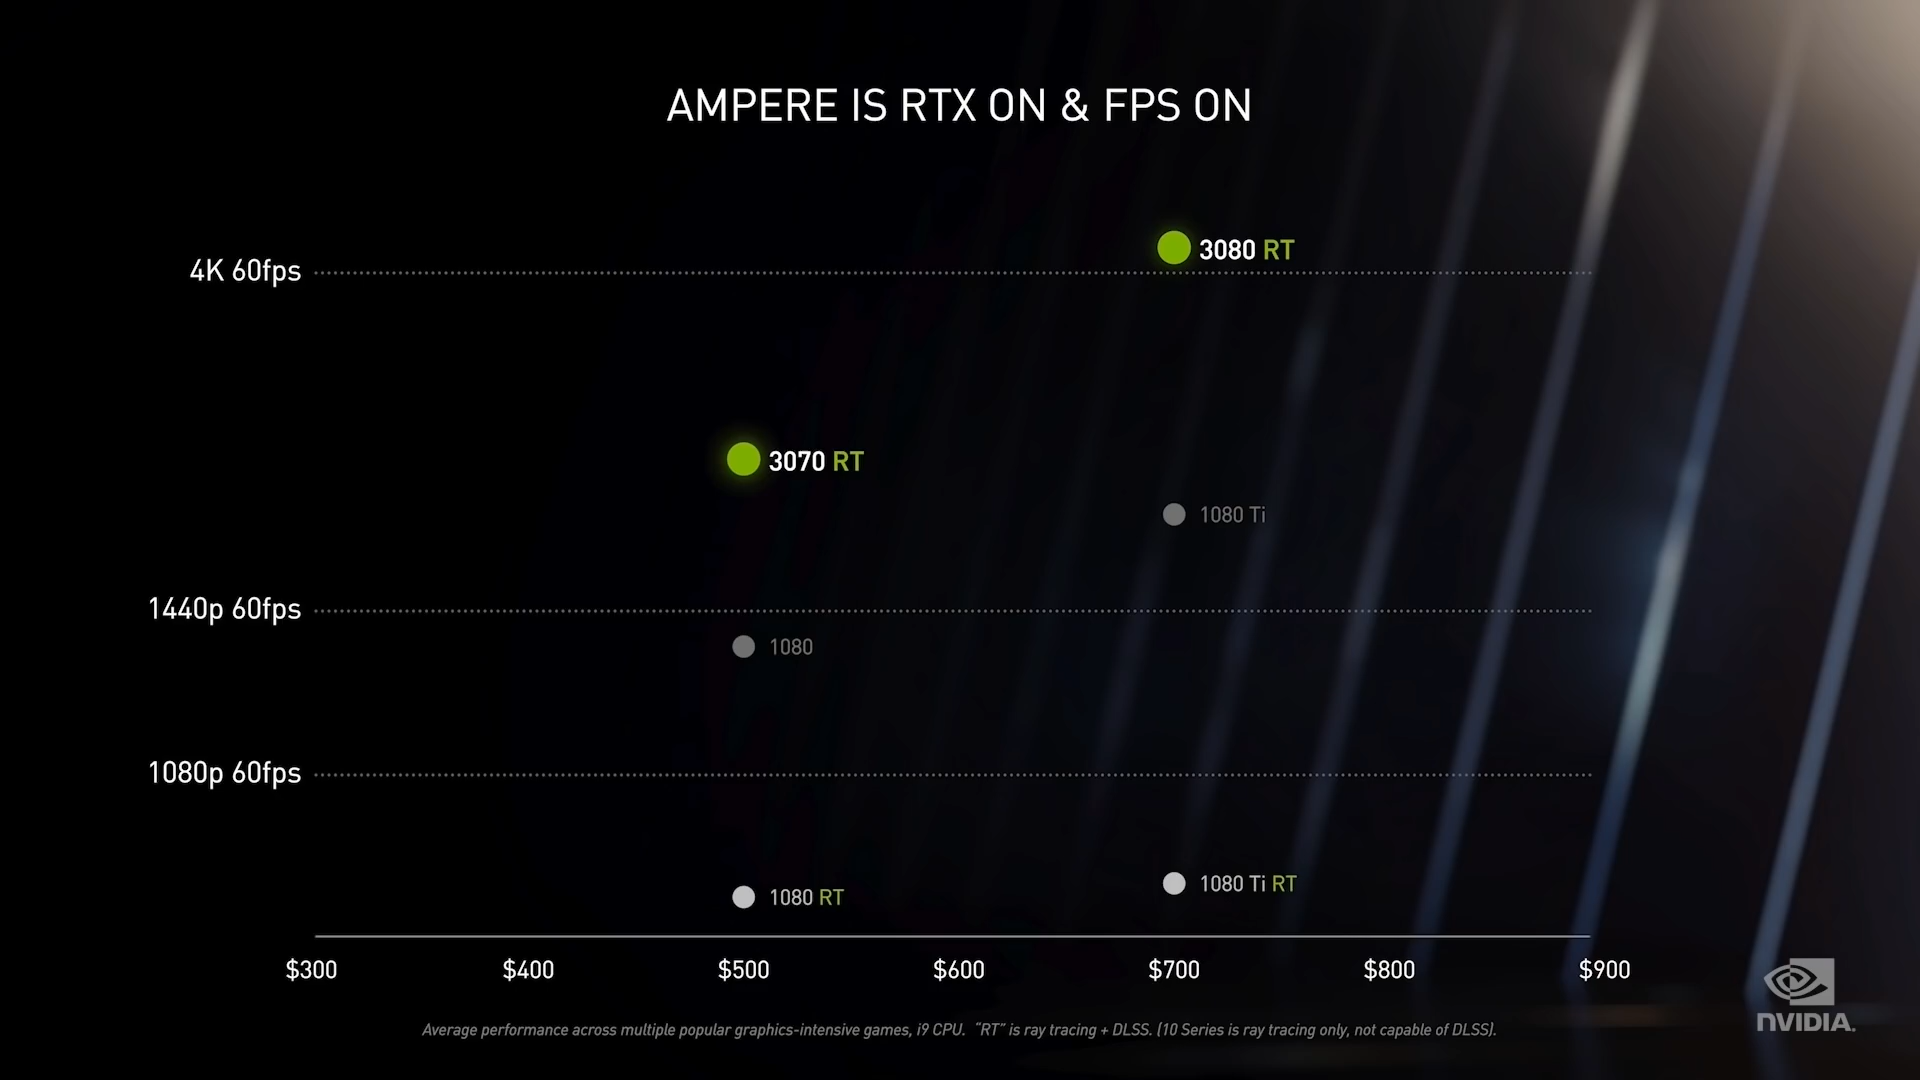 AMPERE IS RTX ON & FPS ON
4K 60fps
3080 RT
3070 RT
1080 Ti
1440p 60fps
1080
1080p 60fps
1080 Ti RT
1080 RT
$300 $400 $500 $600 $700 $800 $900
Average performance across multiple popular graphics-intensive games, i9 CPU. "RT" is ray tracing + DLSS. (10 Series is ray tracing only, not capable of DLSS).
NVIDIA.